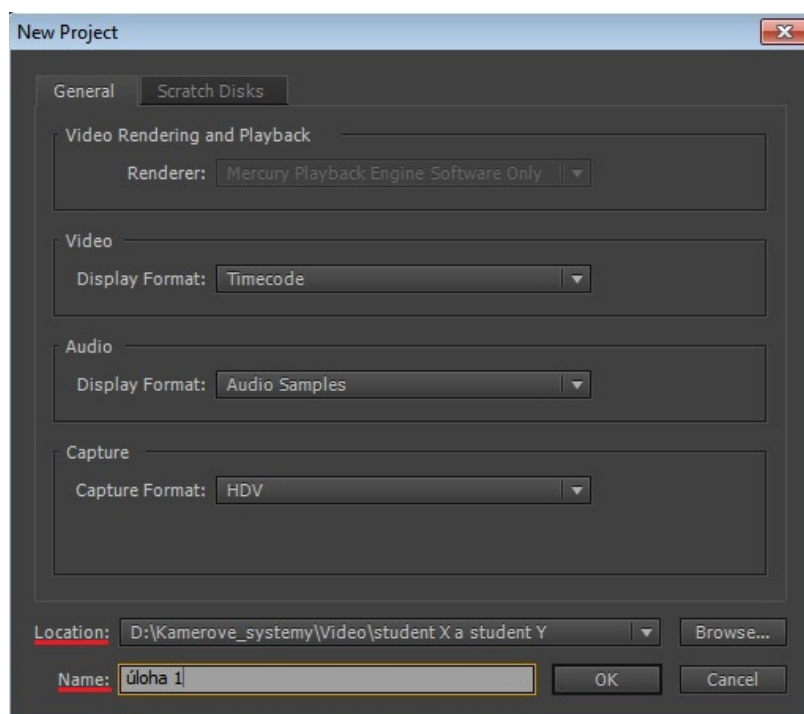 New Project
General Scratch Disks
Video Rendering and Playback
Renderer: Mercury Playback Engine Software Only
Video
Display Format: Timecode
Audio
Display Format: Audio Samples
Capture
Capture Format: HDV
Location: D:\Kamerove_systemy\Video\student X a student Y Browse...
Name: úloha 1 OK Cancel